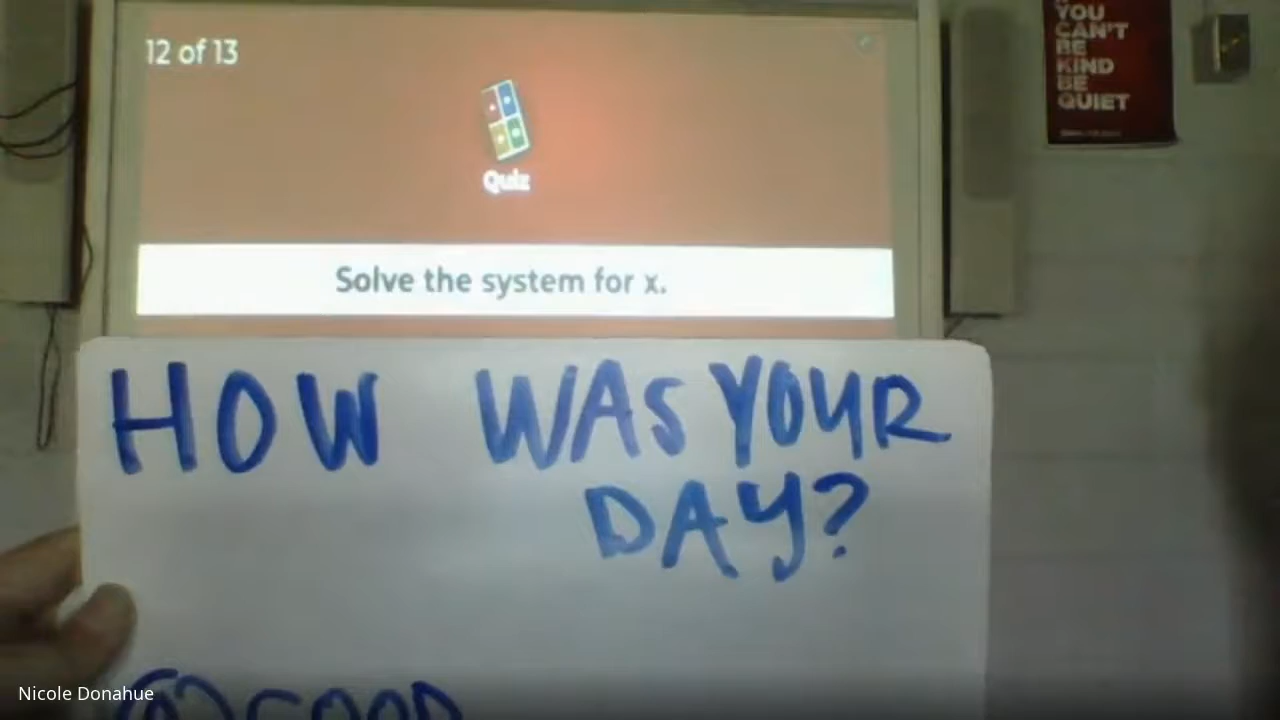 12 of 13
Quiz
Solve the system for x.
YOU
CAN'T
BE
KIND
BE
QUIET
HOW WAS YOUR
DAY?
GOOD
Nicole Donahue